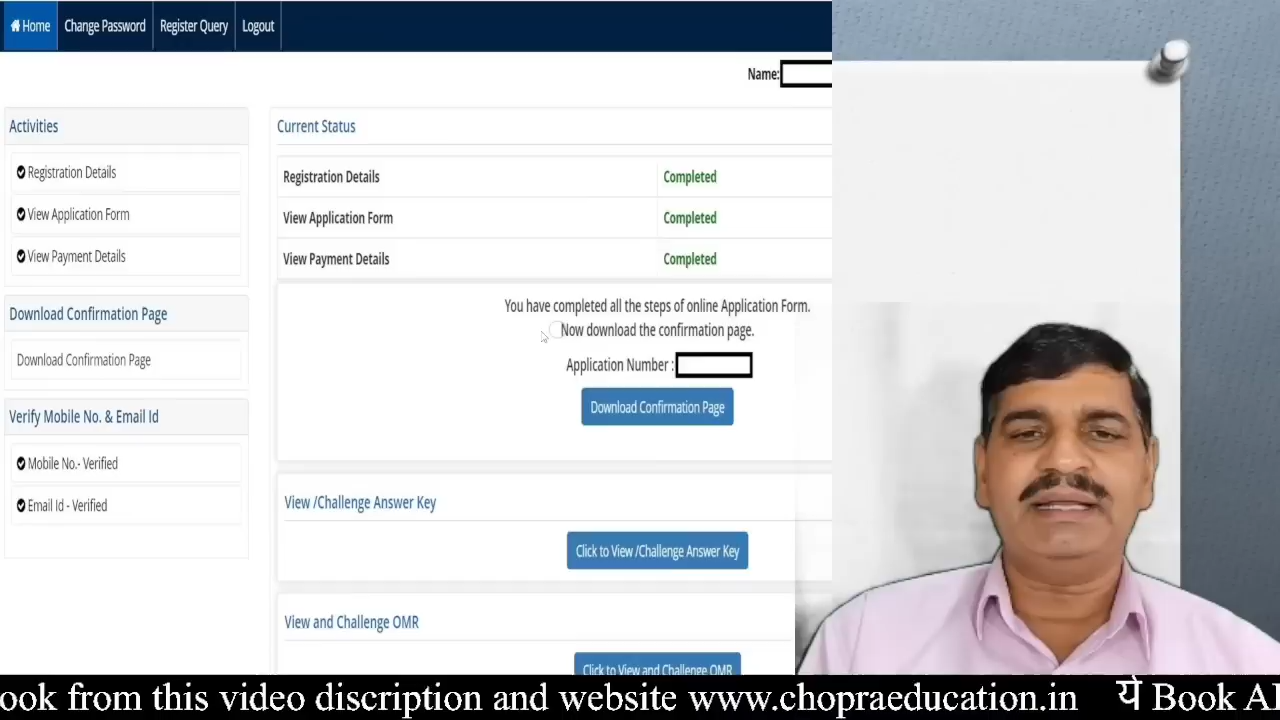 Home Change Password Register Query Logout
Name:
Activities
Registration Details
View Application Form
View Payment Details
Download Confirmation Page
Download Confirmation Page
Verify Mobile No. & Email Id
Mobile No.- Verified
Email Id - Verified
Current Status
Registration Details Completed
View Application Form Completed
View Payment Details Completed
You have completed all the steps of online Application Form.
Now download the confirmation page.
Application Number :
Download Confirmation Page
View /Challenge Answer Key
Click to View /Challenge Answer Key
View and Challenge OMR
Click to View and Challenge OMR
ook from this video discription and website www.chopraeducation.in ये Book A